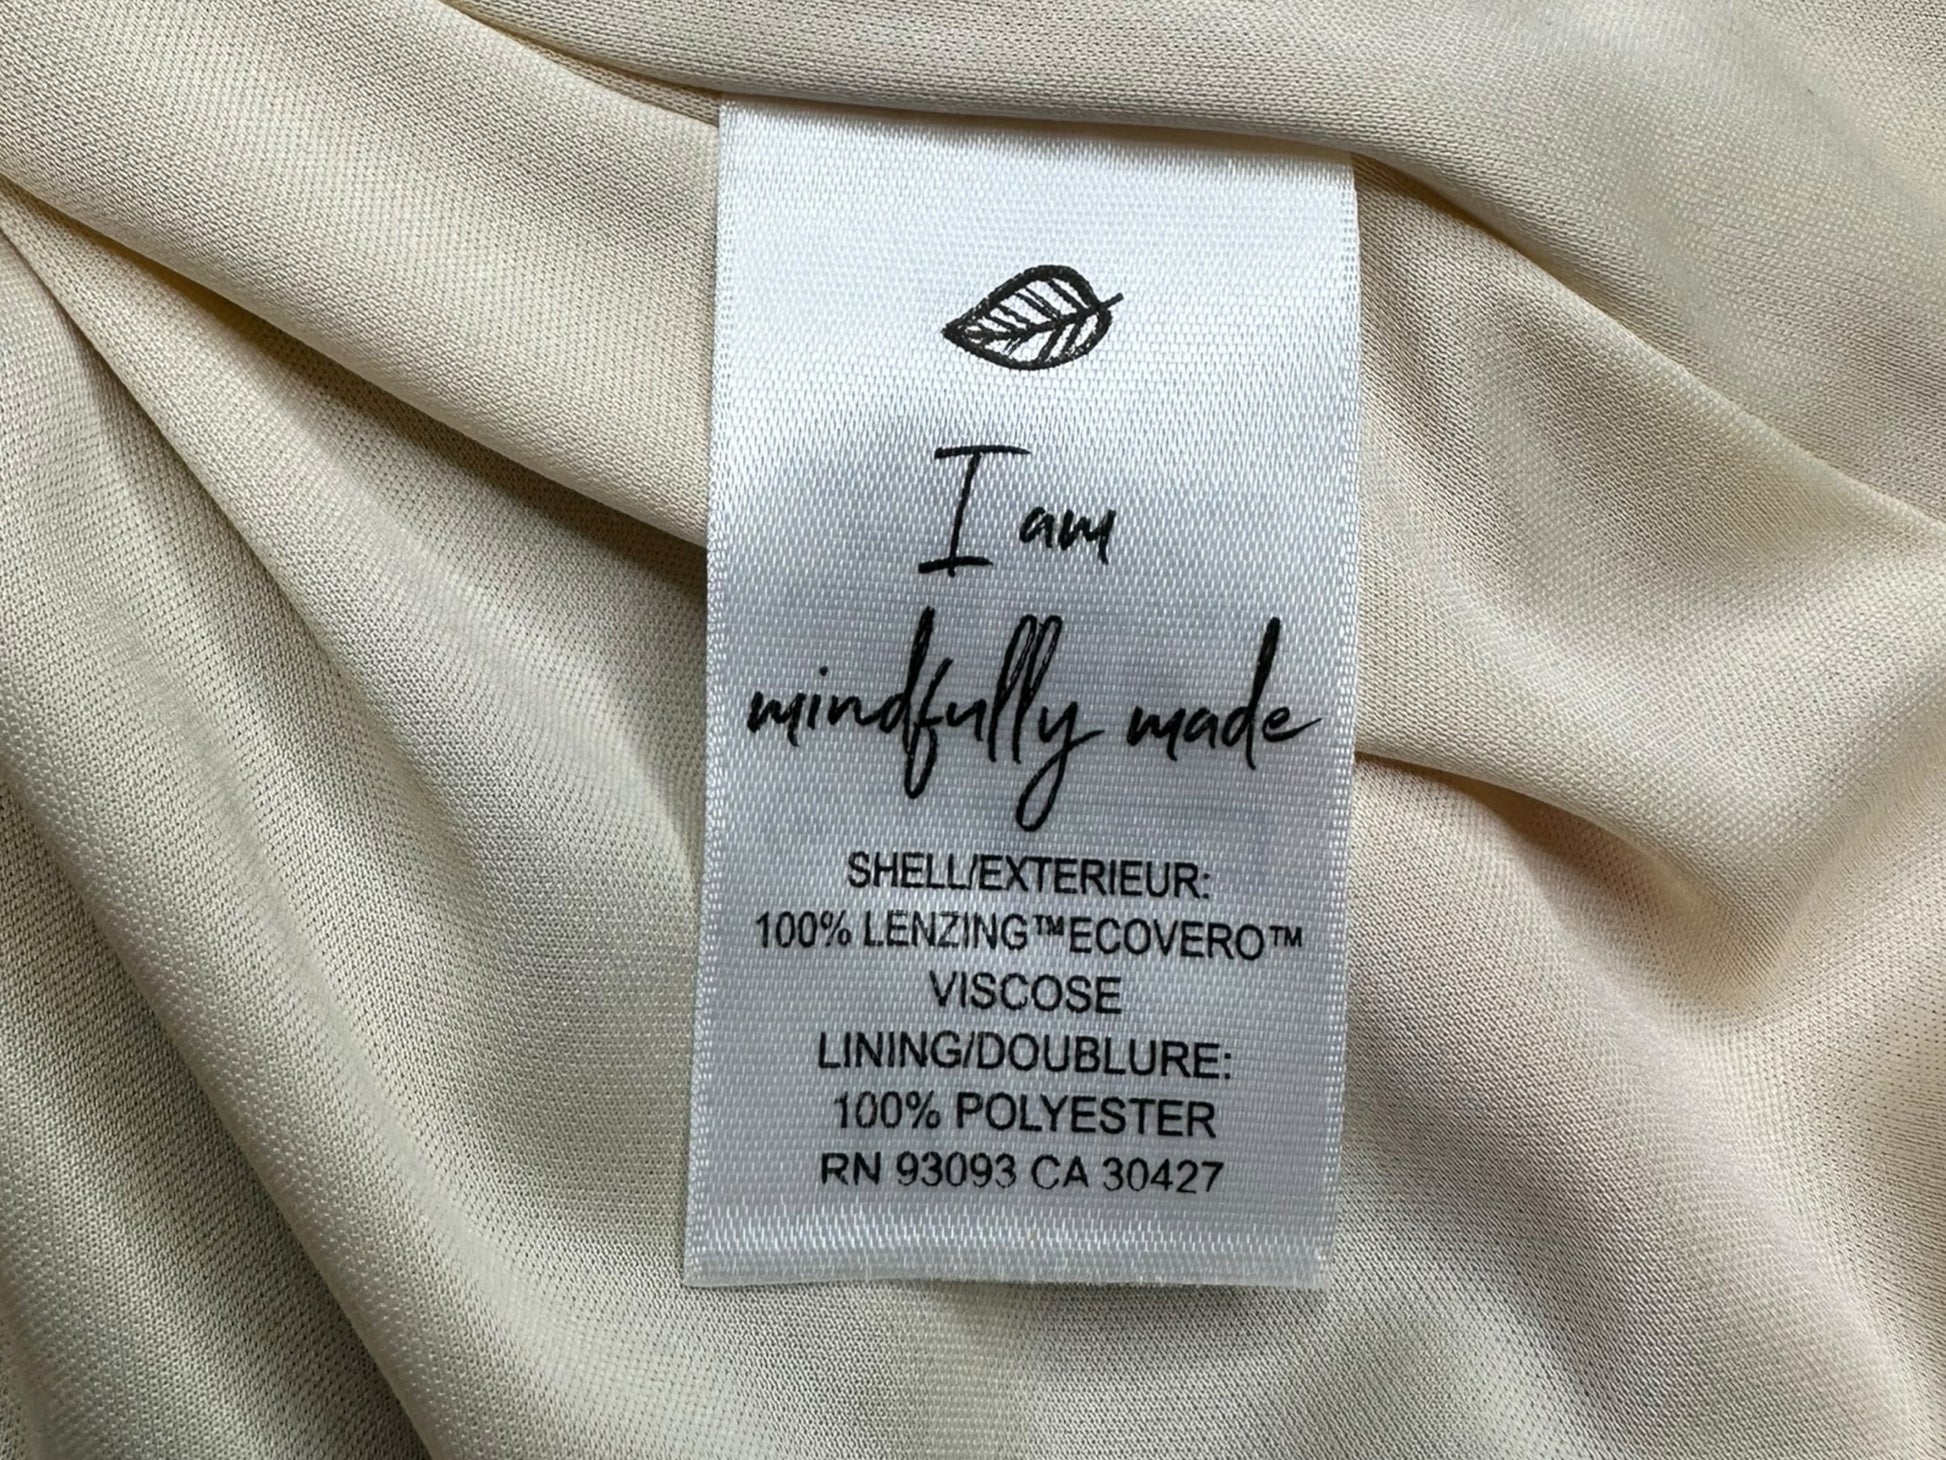 I am
mindfully made
SHELL/EXTERIEUR:
100% LENZING™ECOVERO™
VISCOSE
LINING/DOUBLURE:
100% POLYESTER
RN 93093 CA 30427